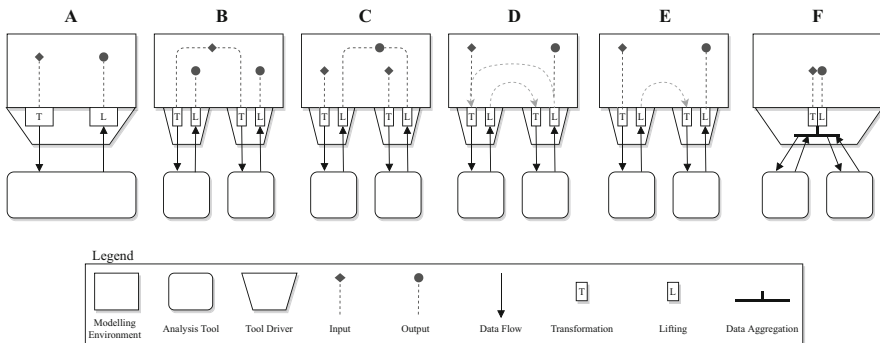 A B C D E F
T L T L T L T L T L T L T L T L T L T L
Legend
T L
Modelling Environment Analysis Tool Tool Driver Input Output Data Flow Transformation Lifting Data Aggregation